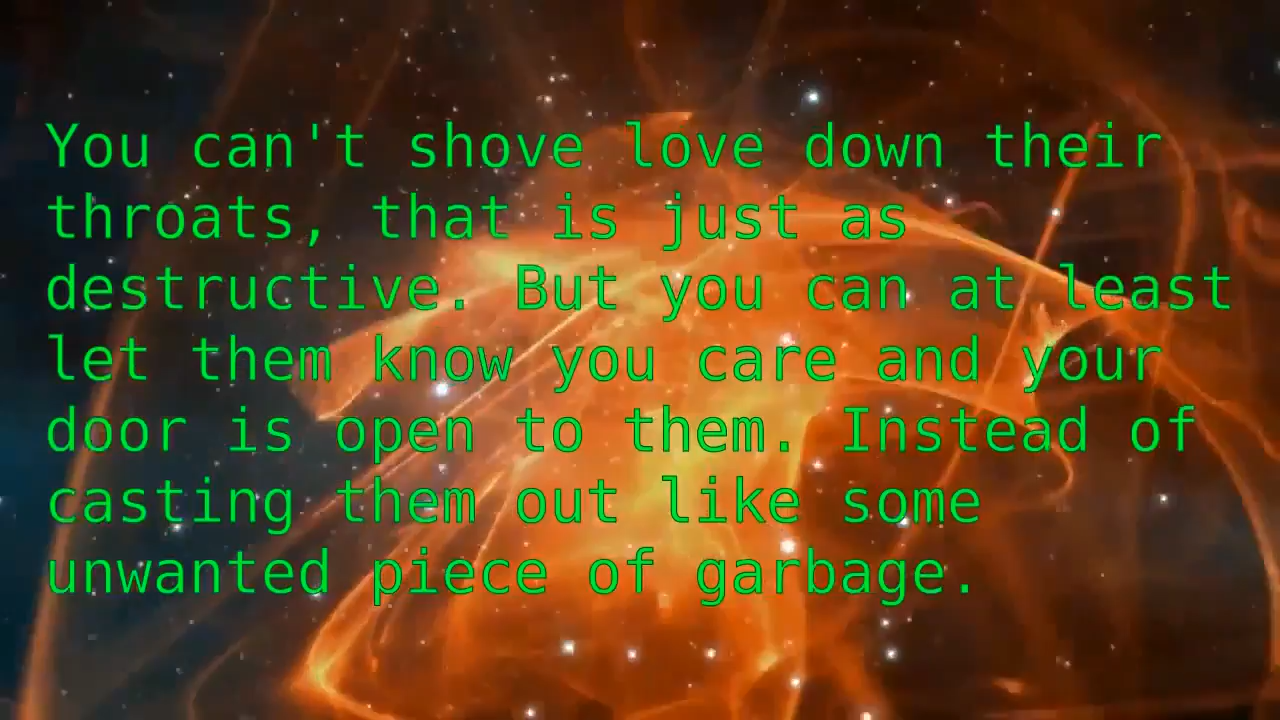 You can't shove love down their
throats, that is just as
destructive. But you can at least
let them know you care and your
door is open to them. Instead of
casting them out like some
unwanted piece of garbage.